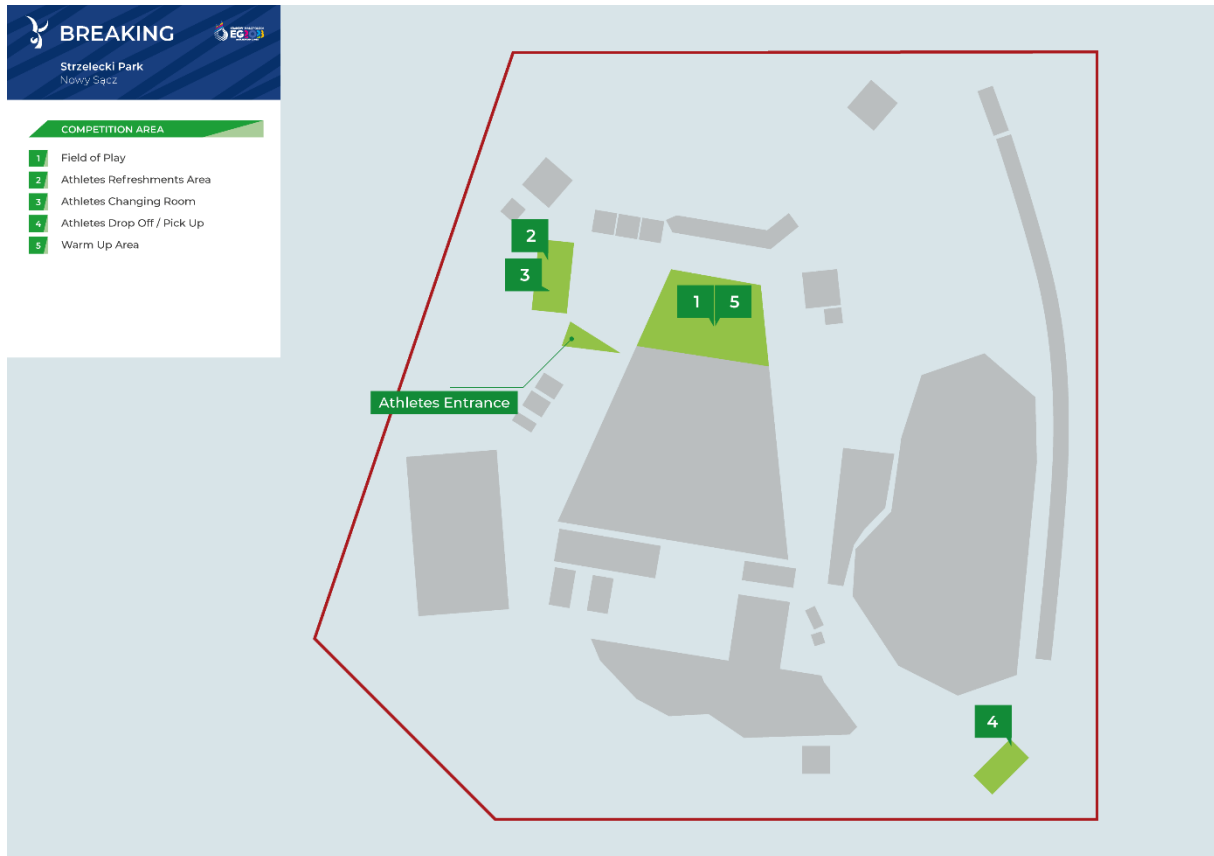 BREAKING
EG2023
Strzelecki Park
Nowy Sącz
COMPETITION AREA
1 Field of Play
2 Athletes Refreshments Area
3 Athletes Changing Room
4 Athletes Drop Off / Pick Up
5 Warm Up Area
2
3
1 5
Athletes Entrance
4